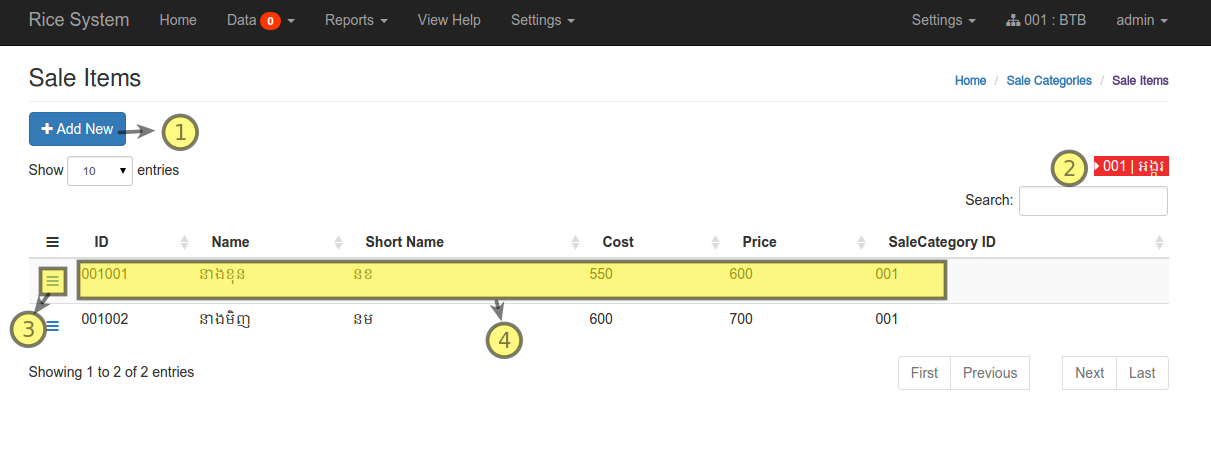 Rice System Home Data 0 Reports View Help Settings Settings 001 : BTB admin
Sale Items
Home / Sale Categories / Sale Items
Add New 1
Show 10 entries
2 001 | អង្ករ
Search:
ID Name Short Name Cost Price SaleCategory ID
001001 នាងខុន នខ 550 600 001
3 001002 នាងមិញ នម 600 700 001
4
Showing 1 to 2 of 2 entries
First Previous Next Last